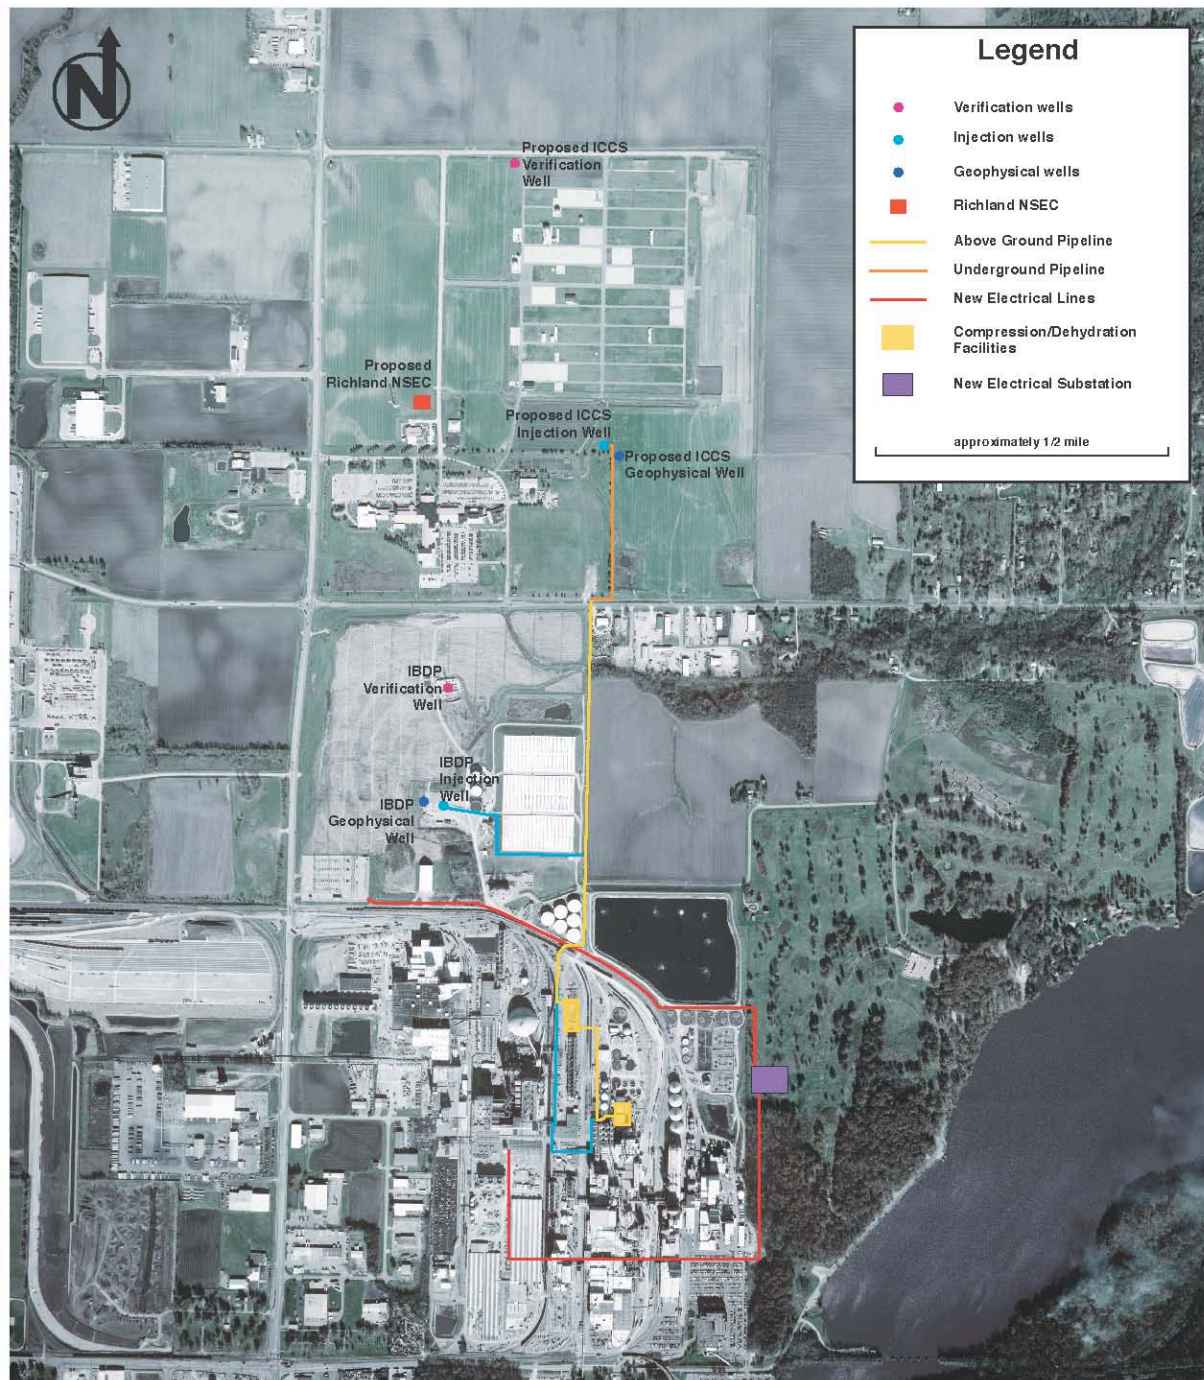 N
Legend
Verification wells
Injection wells
Geophysical wells
Richland NSEC
Above Ground Pipeline
Underground Pipeline
New Electrical Lines
Compression/Dehydration
Facilities
New Electrical Substation
approximately 1/2 mile
Proposed ICCS
Verification
Well
Proposed
Richland NSEC
Proposed ICCS
Injection Well
Proposed ICCS
Geophysical Well
IBDP
Verification
Well
IBDP
Injection
Well
IBDP
Geophysical
Well